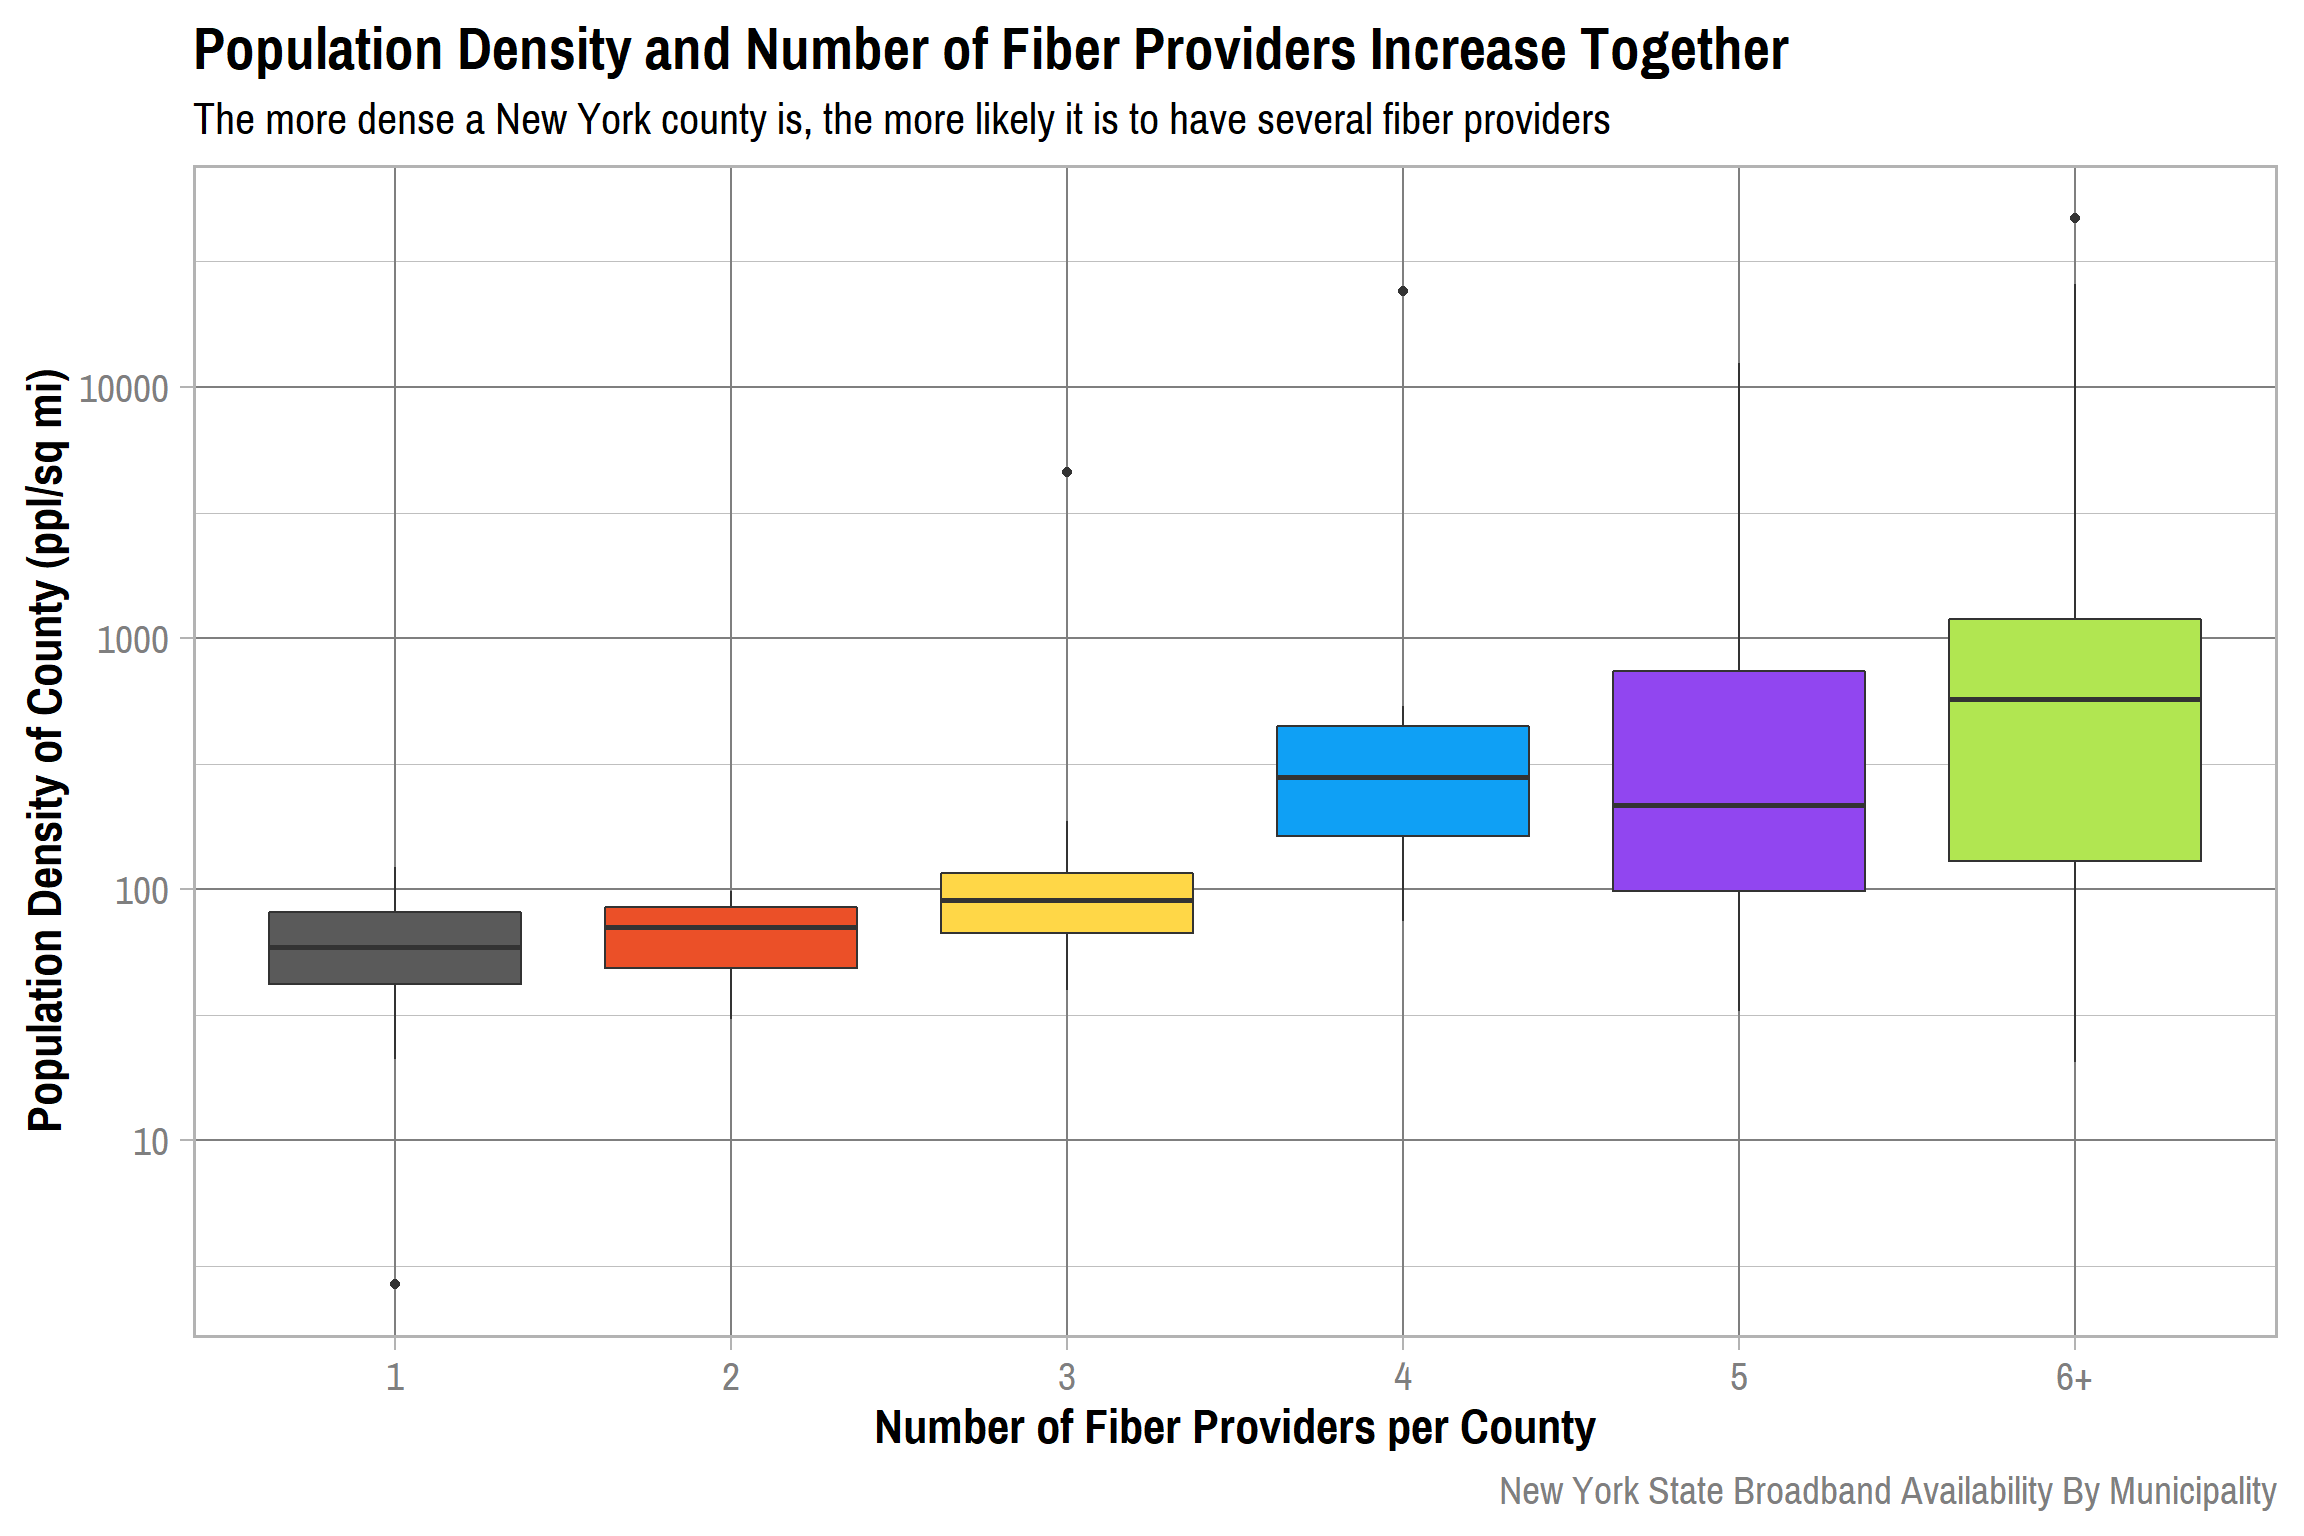 Population Density and Number of Fiber Providers Increase Together
The more dense a New York county is, the more likely it is to have several fiber providers
Population Density of County (ppl/sq mi)
10000
1000
100
10
1
2
3
4
5
6+
Number of Fiber Providers per County
New York State Broadband Availability By Municipality